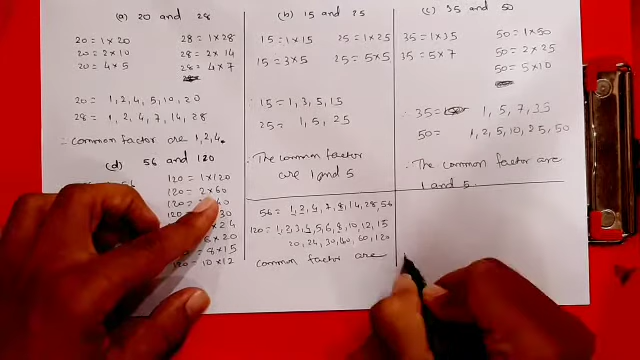 (a) 20 and 28
20 = 1×20
20 = 2×10
20 = 4×5
28 = 1×28
28 = 2×14
28 = 4×7
20 = 1, 2, 4, 5, 10, 20
28 = 1, 2, 4, 7, 14, 28
∴ common factor are 1,2,4.
(b) 15 and 25
15 = 1×15
15 = 3×5
25 = 1×25
25 = 5×5
∴ 15 = 1, 3, 5, 15
25 = 1, 5, 25
∴ The common factor
are 1 and 5
(c) 35 and 50
35 = 1×35
35 = 5×7
50 = 1×50
50 = 2×25
50 = 5×10
∴ 35 = 1, 5, 7, 35
50 = 1, 2, 5, 10, 25, 50
∴ The common factor are
1 and 5.
(d) 56 and 120
56
120 = 1×120
120 = 2×60
120
40
120
30
×24
6×20
= 8×15
120 = 10×12
56 = 1, 2, 4, 7, 8, 14, 28, 56
120 = 1, 2, 3, 4, 5, 6, 8, 10, 12, 15
20, 24, 30, 40, 60, 120
common factor are